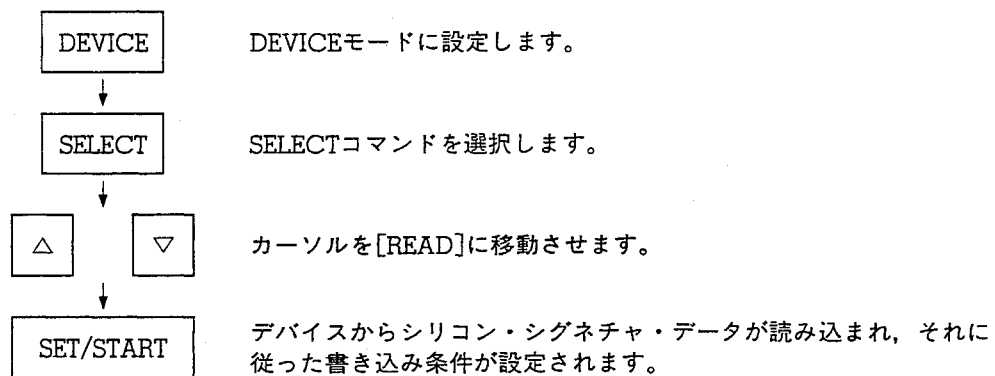 DEVICE DEVICEモードに設定します。
SELECT SELECTコマンドを選択します。
△ ▽ カーソルを[READ]に移動させます。
SET/START デバイスからシリコン・シグネチャ・データが読み込まれ，それに
従った書き込み条件が設定されます。